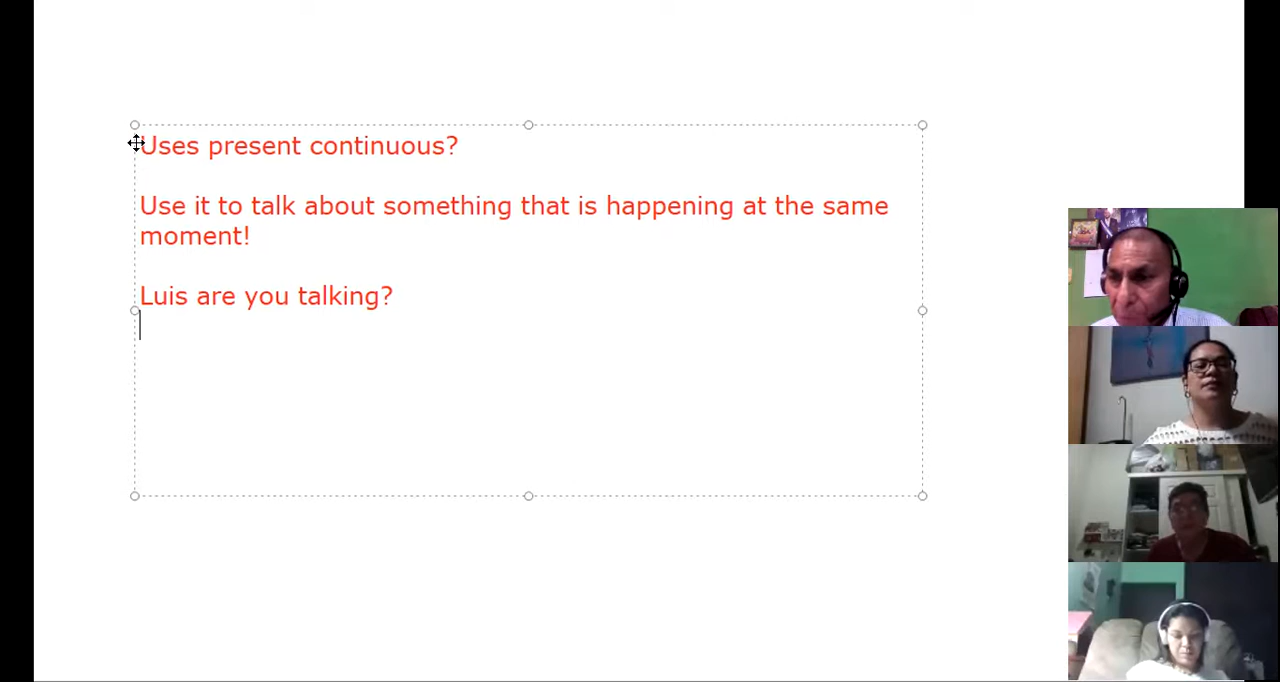 Uses present continuous?
Use it to talk about something that is happening at the same
moment!
Luis are you talking?